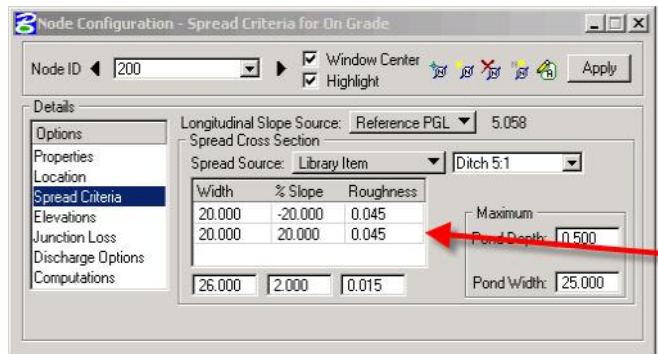 Node Configuration - Spread Criteria for On Grade
Node ID 200 Window Center Apply
Highlight
Details
Options
Properties
Location
Spread Criteria
Elevations
Junction Loss
Discharge Options
Computations
Longitudinal Slope Source: Reference PGL 5.058
Spread Cross Section
Spread Source: Library Item Ditch 5:1
Width % Slope Roughness
20.000 -20.000 0.045
20.000 20.000 0.045
26.000 2.000 0.015
Maximum
Pond Depth: 0.500
Pond Width: 25.000